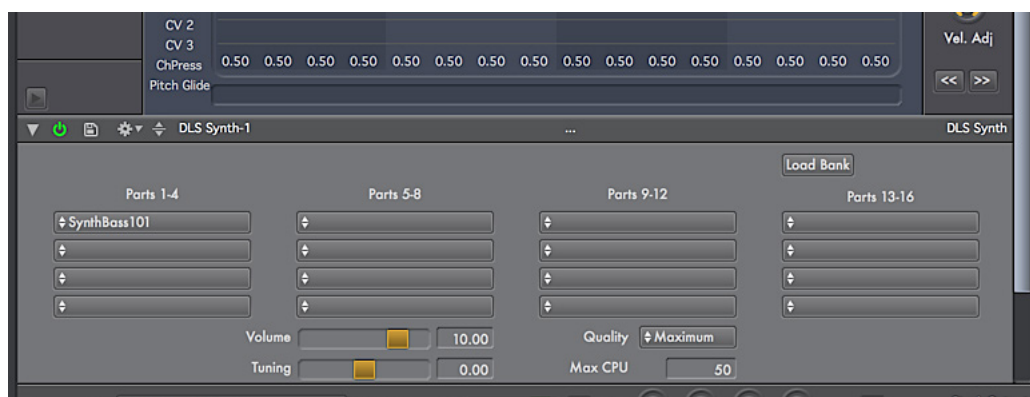 CV 2
CV 3
ChPress 0.50 0.50 0.50 0.50 0.50 0.50 0.50 0.50 0.50 0.50 0.50 0.50 0.50 0.50 0.50 0.50
Pitch Glide
Vel. Adj
<< >>
DLS Synth-1 ... DLS Synth
Load Bank
Parts 1-4 Parts 5-8 Parts 9-12 Parts 13-16
SynthBass101
Volume 10.00 Quality Maximum
Tuning 0.00 Max CPU 50